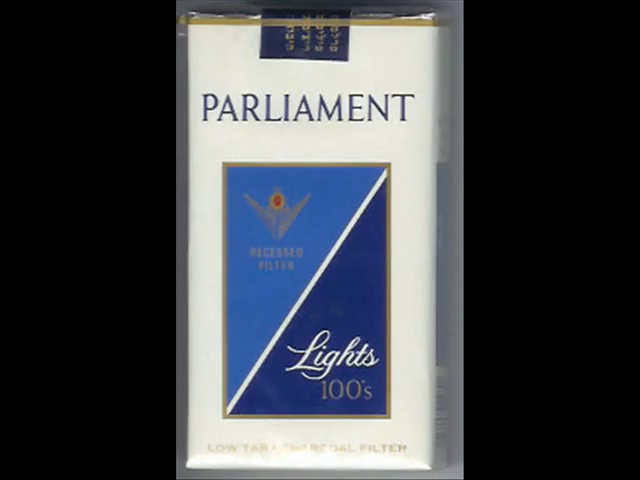 PARLIAMENT
RECESSED
FILTER
Lights
100's
LOW TAR • CHARCOAL FILTER